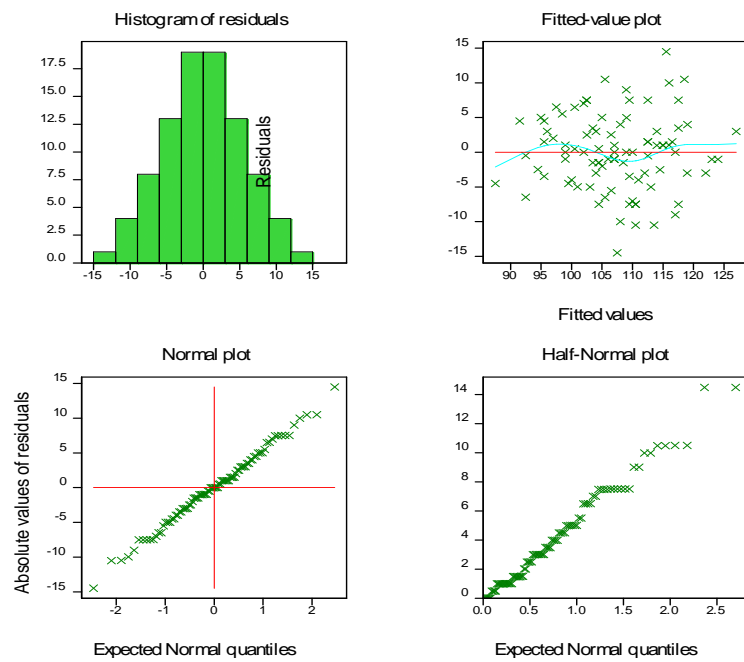 Histogram of residuals
17.5
15.0
12.5
10.0
7.5
5.0
2.5
0.0
-15 -10 -5 0 5 10 15
Fitted-value plot
Residuals
15
10
5
0
-5
-10
-15
90 95 100 105 110 115 120 125
Fitted values
Normal plot
Absolute values of residuals
15
10
5
0
-5
-10
-15
-2 -1 0 1 2
Expected Normal quantiles
Half-Normal plot
14
12
10
8
6
4
2
0
0.0 0.5 1.0 1.5 2.0 2.5
Expected Normal quantiles